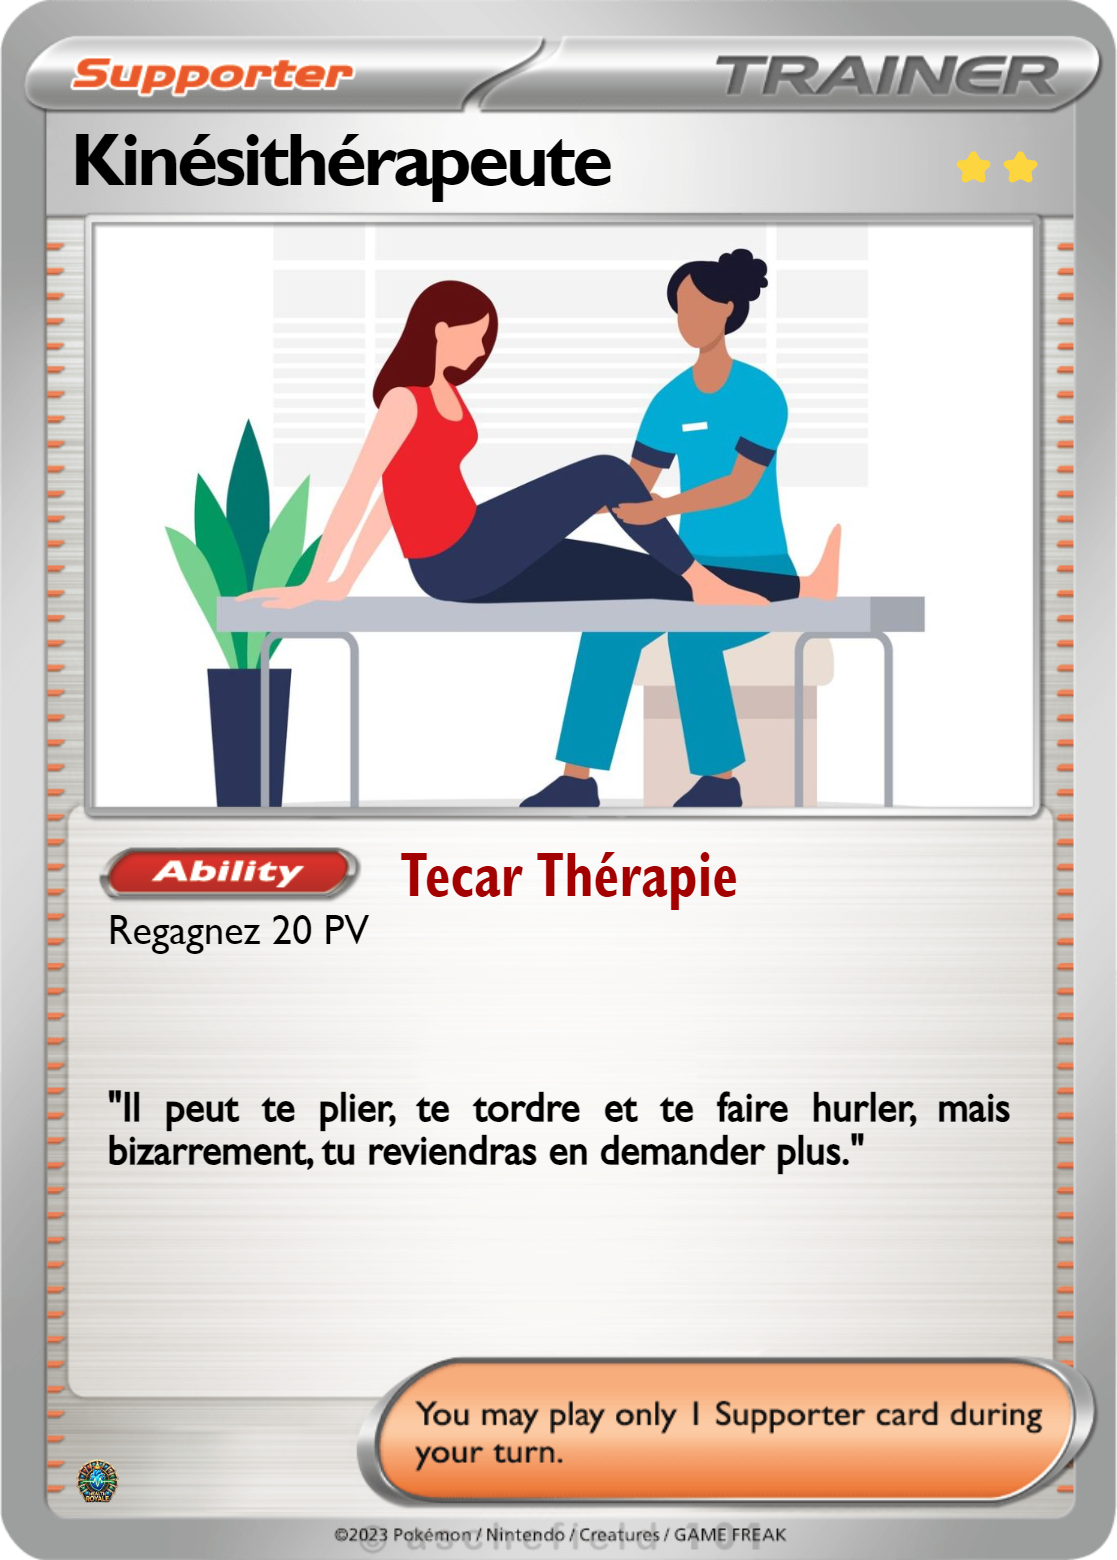 Supporter
TRAINER
Kinésithérapeute
Ability
Tecar Thérapie
Regagnez 20 PV
"Il peut te plier, te tordre et te faire hurler, mais
bizarrement, tu reviendras en demander plus."
You may play only 1 Supporter card during
your turn.
HEALTH
ROYALE
©2023 Pokémon / Nintendo / Creatures / GAME FREAK